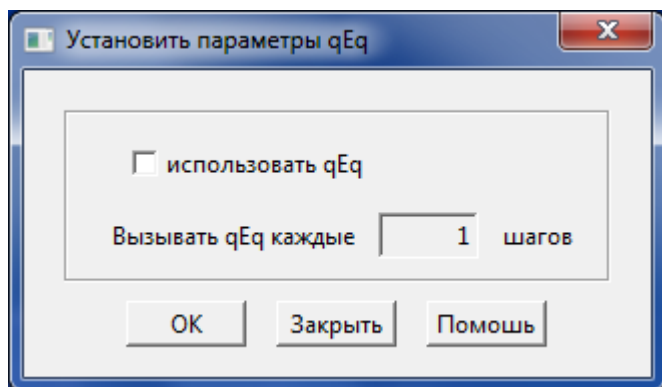 Установить параметры qEq
использовать qEq
Вызывать qEq каждые 1 шагов
OK Закрыть Помошь